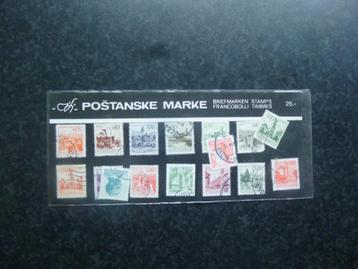 POŠTANSKE MARKE
BRIEFMARKEN STAMPS
FRANCOBOLLI TIMBRES
25.-